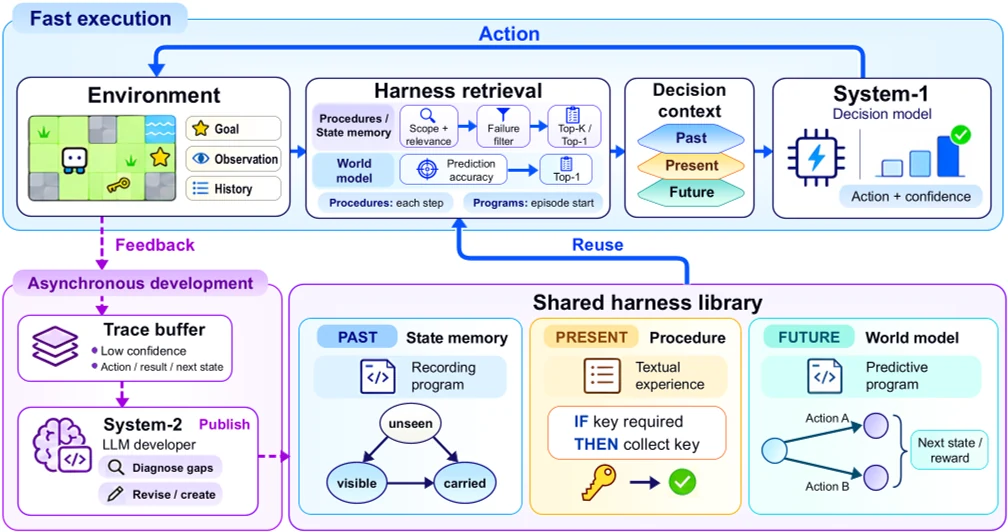 Fast execution
Action
Environment
Goal
Observation
History
Harness retrieval
Procedures /
State memory
Scope +
relevance
Failure
filter
Top-K /
Top-1
World
model
Prediction
accuracy
Top-1
Procedures: each step
Programs: episode start
Decision
context
Past
Present
Future
System-1
Decision model
Action + confidence
Feedback
Reuse
Asynchronous development
Trace buffer
• Low confidence
• Action / result / next state
System-2
Publish
LLM developer
Diagnose gaps
Revise / create
Shared harness library
PAST State memory
</> Recording
program
unseen
visible
carried
PRESENT Procedure
Textual
experience
IF key required
THEN collect key
FUTURE World model
</> Predictive
program
Action A
Action B
Next state /
reward